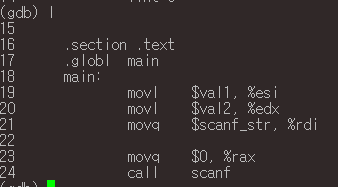 (gdb) l
15
16 .section .text
17 .globl main
18 main:
19 movl $val1, %esi
20 movl $val2, %edx
21 movq $scanf_str, %rdi
22
23 movq $0, %rax
24 call scanf
(gdb)